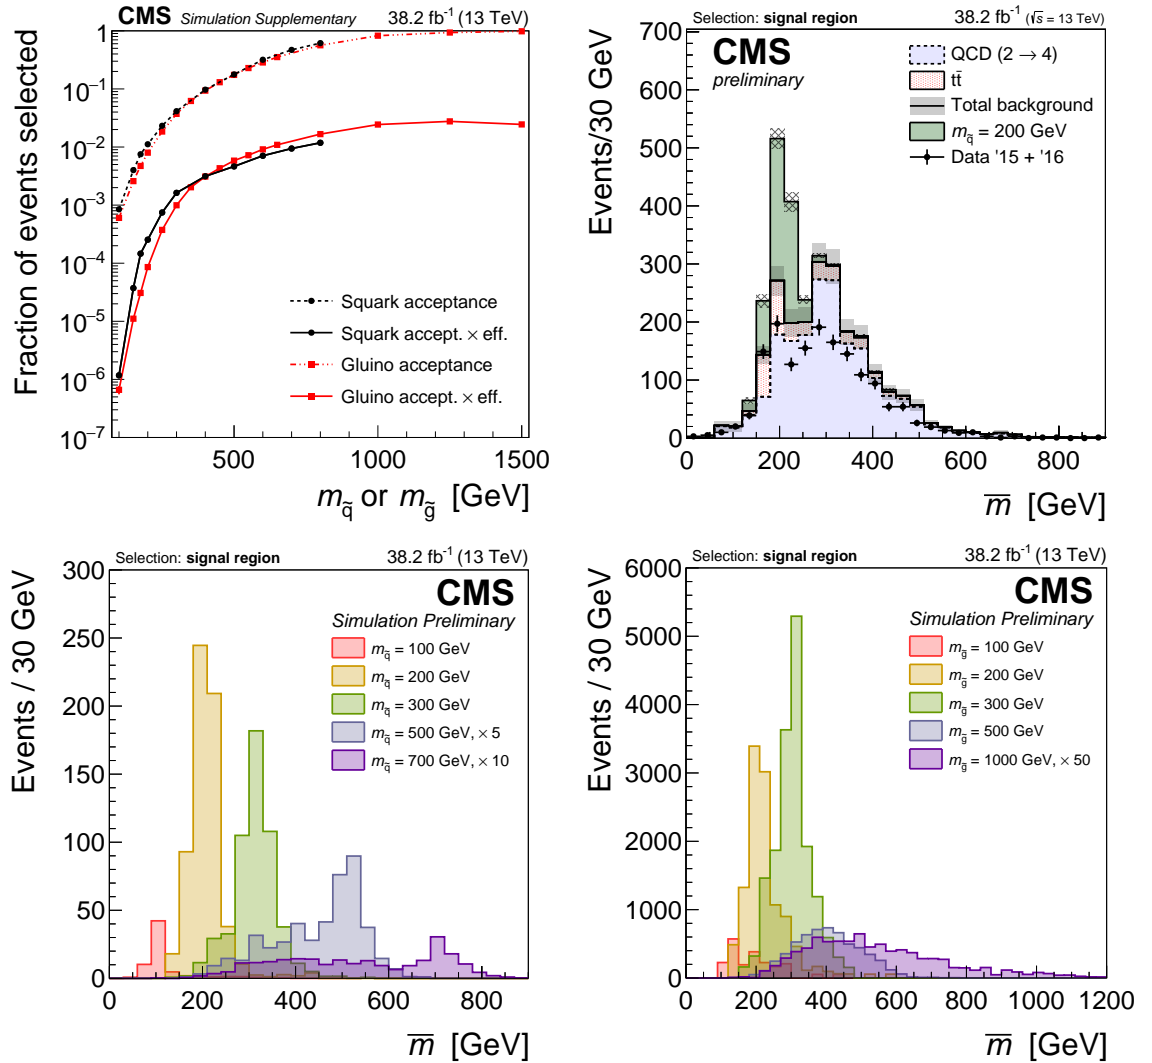 CMS Simulation Supplementary 38.2 fb⁻¹ (13 TeV)
Fraction of events selected
1
10⁻¹
10⁻²
10⁻³
10⁻⁴
10⁻⁵
10⁻⁶
10⁻⁷
Squark acceptance
Squark accept. × eff.
Gluino acceptance
Gluino accept. × eff.
500 1000 1500
m_q̃ or m_g̃ [GeV]
Selection: signal region 38.2 fb⁻¹ (√s = 13 TeV)
Events/30 GeV
700
600
500
400
300
200
100
0
CMS
preliminary
QCD (2 → 4)
tt̄
Total background
m_q̃ = 200 GeV
Data '15 + '16
0 200 400 600 800
m̅ [GeV]
Selection: signal region 38.2 fb⁻¹ (13 TeV)
Events / 30 GeV
300
250
200
150
100
50
0
CMS
Simulation Preliminary
m_q̃ = 100 GeV
m_q̃ = 200 GeV
m_q̃ = 300 GeV
m_q̃ = 500 GeV, × 5
m_q̃ = 700 GeV, × 10
0 200 400 600 800
m̅ [GeV]
Selection: signal region 38.2 fb⁻¹ (13 TeV)
Events / 30 GeV
6000
5000
4000
3000
2000
1000
0
CMS
Simulation Preliminary
m_g̃ = 100 GeV
m_g̃ = 200 GeV
m_g̃ = 300 GeV
m_g̃ = 500 GeV
m_g̃ = 1000 GeV, × 50
0 200 400 600 800 1000 1200
m̅ [GeV]